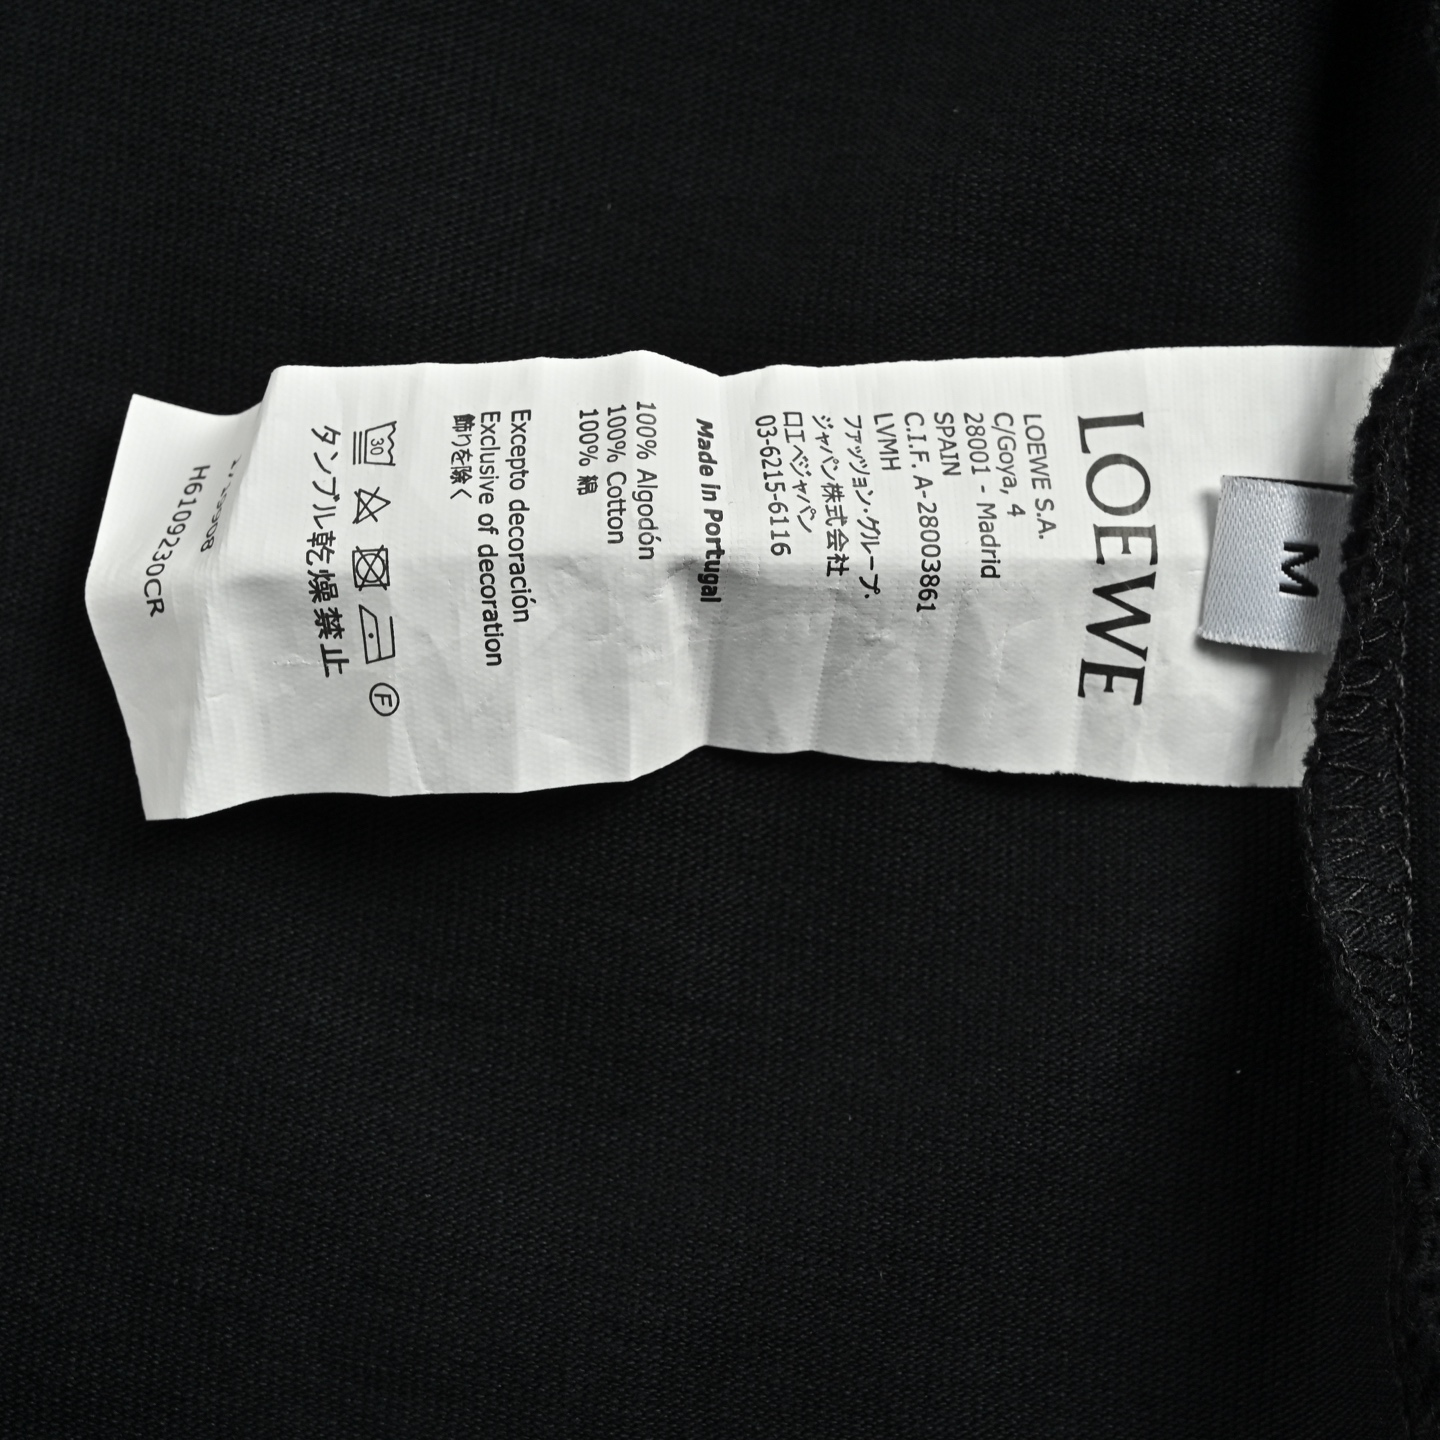 M
LOEWE
LOEWE S.A.
C/Goya, 4
28001 - Madrid
SPAIN
C.I.F. A-28003861
LVMH
ファッション・グループ.
ジャパン株式会社
ロエベジャパン
03-6215-6116
Made in Portugal
100% Algodón
100% Cotton
100% 綿
Excepto decoración
Exclusive of decoration
飾りを除く
30
F
タンブル乾燥禁止
H6109230CR